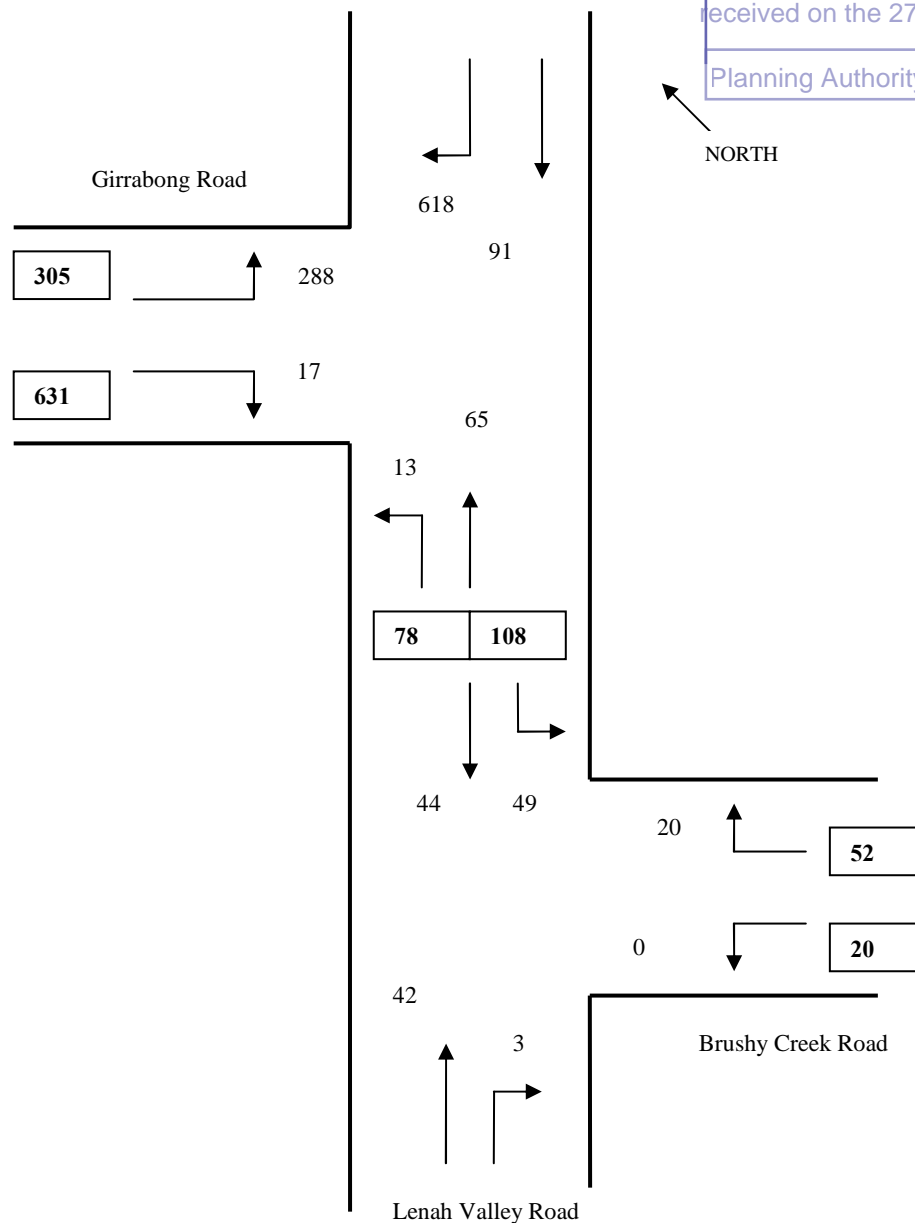 received on the 27
Planning Authority
NORTH
Girrabong Road
618
91
305
288
17
631
65
13
78 108
44 49
20
52
0
20
42
3
Brushy Creek Road
Lenah Valley Road